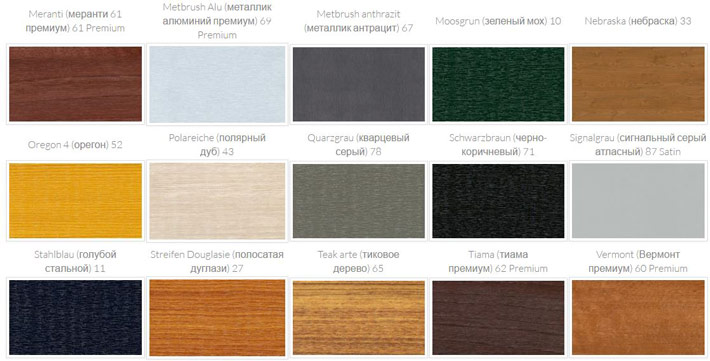 Meranti (меранти 61
премиум) 61 Premium
Metbrush Alu (металлик
алюминий премиум) 69
Premium
Metbrush anthrazit
(металлик антрацит) 67
Moosgrun (зеленый мох) 10
Nebraska (небраска) 33
Oregon 4 (орегон) 52
Polareiche (полярный
дуб) 43
Quarzgrau (кварцевый
серый) 78
Schwarzbraun (черно-
коричневый) 71
Signalgrau (сигнальный серый
атласный) 87 Satin
Stahlblau (голубой
стальной) 11
Streifen Douglasie (полосатая
дуглази) 27
Teak arte (тиковое
дерево) 65
Tiama (тиама
премиум) 62 Premium
Vermont (Вермонт
премиум) 60 Premium